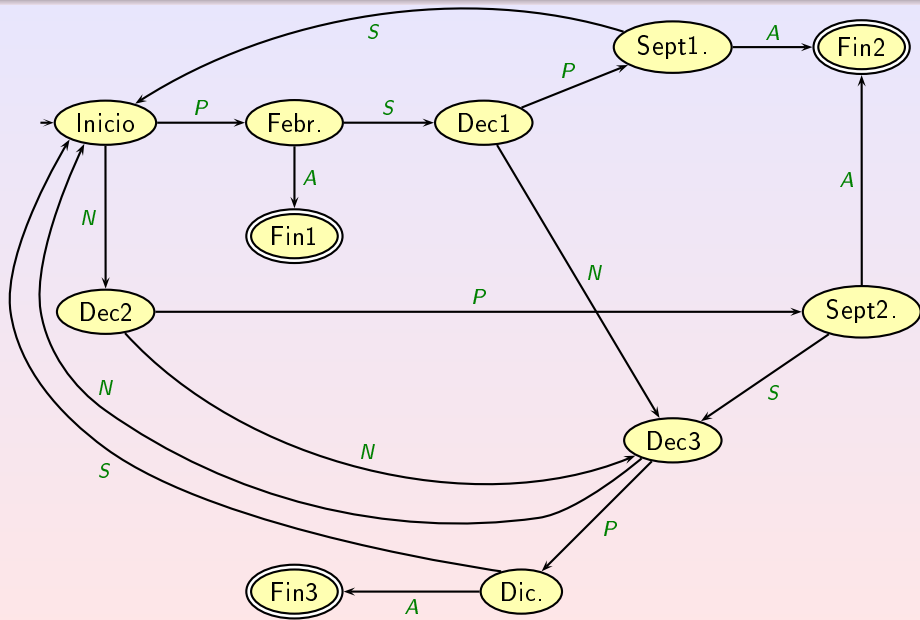 S
Sept1.
A
Fin2
P
Inicio
P
Febr.
S
Dec1
A
A
N
Fin1
N
Dec2
P
Sept2.
N
S
Dec3
N
S
P
Fin3
A
Dic.